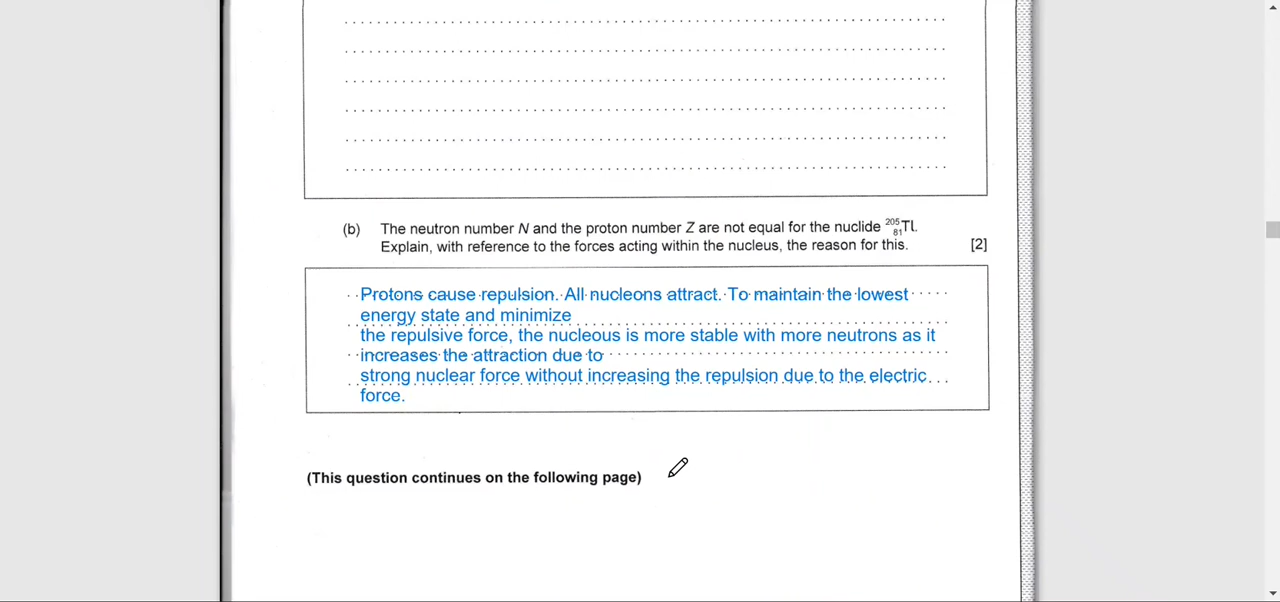 (b) The neutron number N and the proton number Z are not equal for the nuclide ²⁰⁵₈₁Tl.
Explain, with reference to the forces acting within the nucleus, the reason for this. [2]
Protons cause repulsion. All nucleons attract. To maintain the lowest
energy state and minimize
the repulsive force, the nucleous is more stable with more neutrons as it
increases the attraction due to
strong nuclear force without increasing the repulsion due to the electric
force.
(This question continues on the following page)